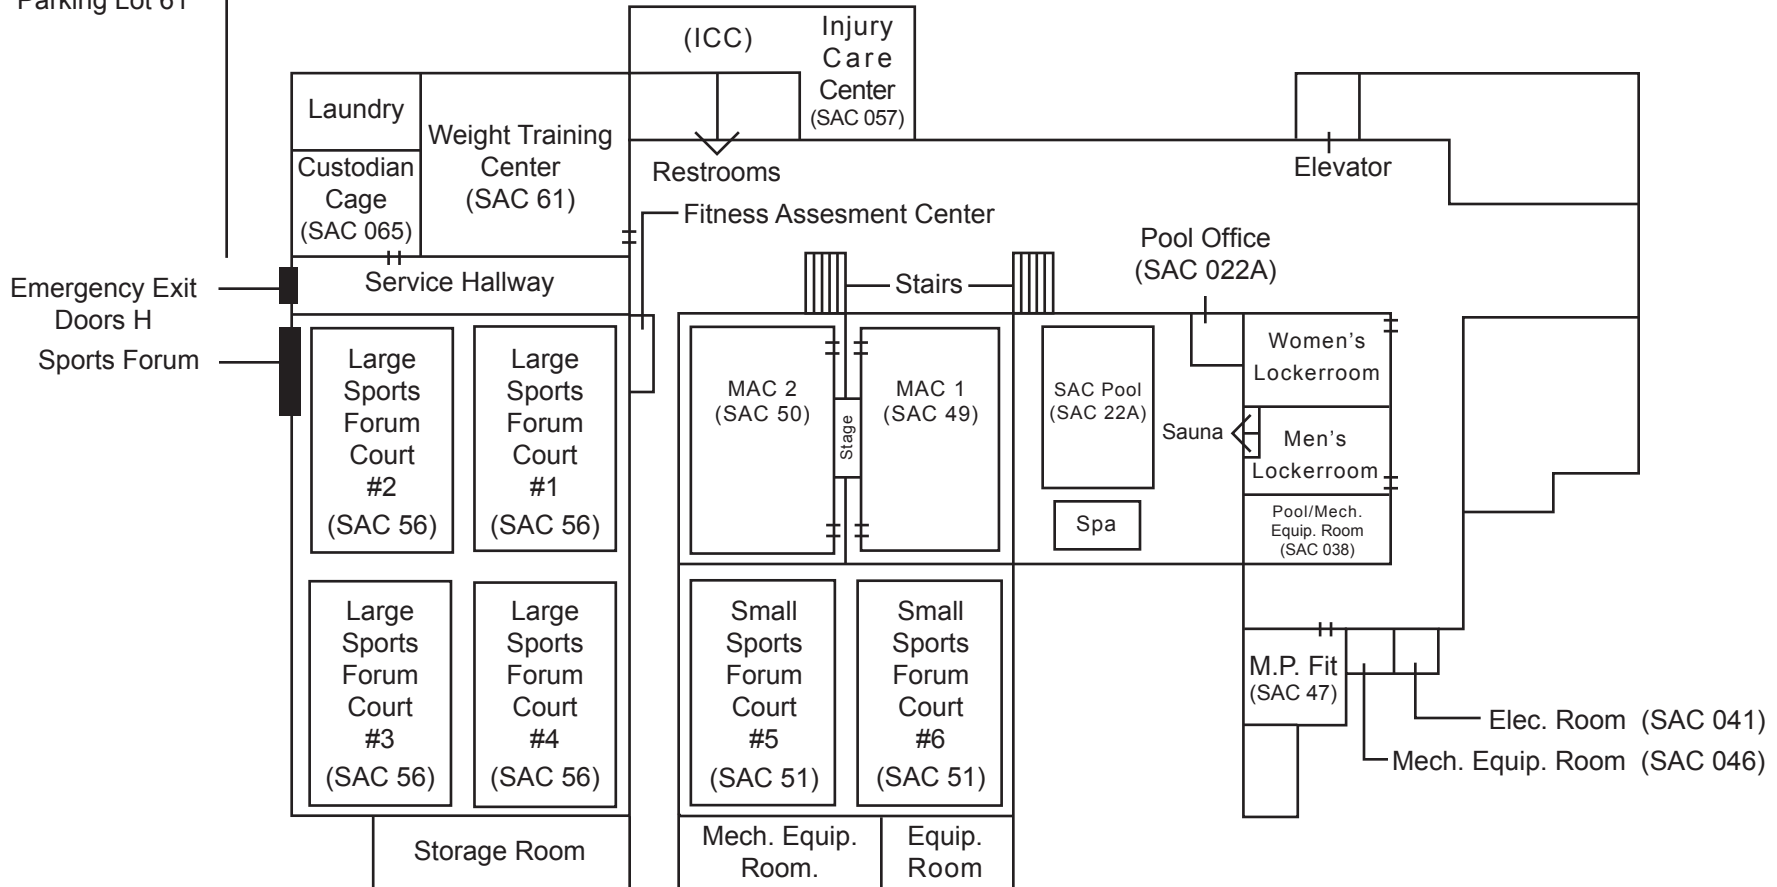 Parking Lot 61
(ICC)
Injury
Care
Center
(SAC 057)
Laundry
Weight Training
Center
(SAC 61)
Custodian
Cage
(SAC 065)
Restrooms
Elevator
Fitness Assesment Center
Pool Office
(SAC 022A)
Service Hallway
Stairs
Emergency Exit
Doors H
Sports Forum
Large
Sports
Forum
Court
#2
(SAC 56)
Large
Sports
Forum
Court
#1
(SAC 56)
MAC 2
(SAC 50)
Stage
MAC 1
(SAC 49)
SAC Pool
(SAC 22A)
Spa
Sauna
Women's
Lockerroom
Men's
Lockerroom
Pool/Mech.
Equip. Room
(SAC 038)
Large
Sports
Forum
Court
#3
(SAC 56)
Large
Sports
Forum
Court
#4
(SAC 56)
Small
Sports
Forum
Court
#5
(SAC 51)
Small
Sports
Forum
Court
#6
(SAC 51)
M.P. Fit
(SAC 47)
Elec. Room (SAC 041)
Mech. Equip. Room (SAC 046)
Storage Room
Mech. Equip.
Room.
Equip.
Room